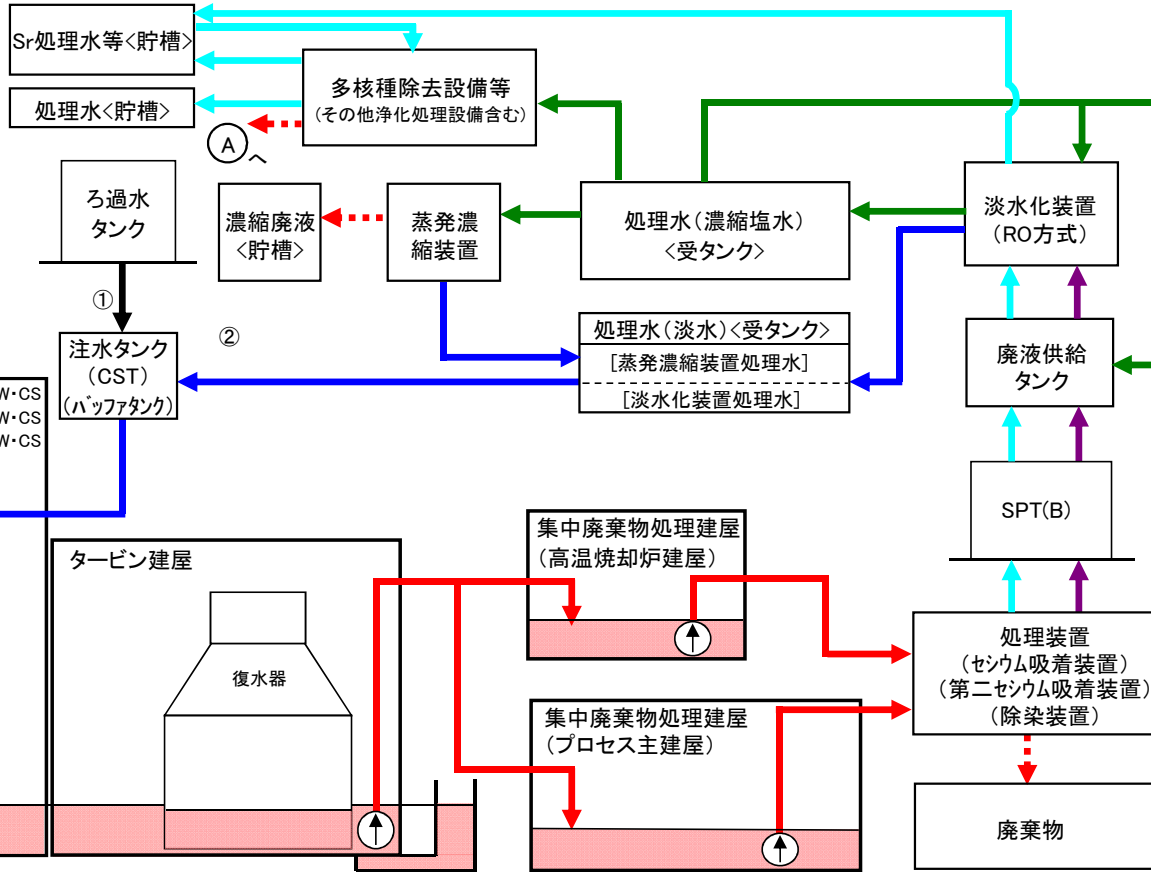 Sr処理水等<貯槽>
多核種除去設備等
(その他浄化処理設備含む)
処理水<貯槽>
A
へ
ろ過水
タンク
濃縮廃液
<貯槽>
蒸発濃
縮装置
処理水(濃縮塩水)
<受タンク>
淡水化装置
(RO方式)
①
②
注水タンク
(CST)
(バッファタンク)
処理水(淡水)<受タンク>
[蒸発濃縮装置処理水]
[淡水化装置処理水]
廃液供給
タンク
W・CS
W・CS
W・CS
SPT(B)
タービン建屋
復水器
集中廃棄物処理建屋
(高温焼却炉建屋)
処理装置
(セシウム吸着装置)
(第二セシウム吸着装置)
(除染装置)
集中廃棄物処理建屋
(プロセス主建屋)
廃棄物